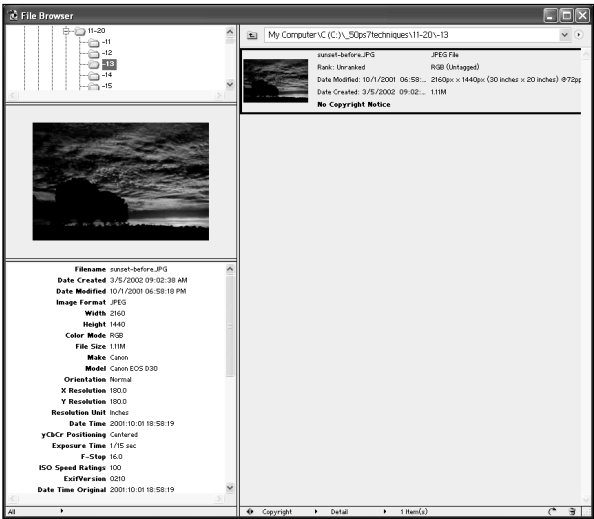 File Browser
11-20
-11
-12
-13
-14
-15
My Computer\C (C:\)\_50ps7techniques\11-20\-13
sunset-before.JPG JPEG File
Rank: Unranked RGB (Untagged)
Date Modified: 10/1/2001 06:58:... 2160px x 1440px (30 inches x 20 inches) @72pp
Date Created: 3/5/2002 09:02:... 1.11M
No Copyright Notice
Filename sunset-before.JPG
Date Created 3/5/2002 09:02:38 AM
Date Modified 10/1/2001 06:58:18 PM
Image Format JPEG
Width 2160
Height 1440
Color Mode RGB
File Size 1.11M
Make Canon
Model Canon EOS D30
Orientation Normal
X Resolution 180.0
Y Resolution 180.0
Resolution Unit Inches
Date Time 2001:10:01 18:58:19
yCbCr Positioning Centered
Exposure Time 1/15 sec
F-Stop 16.0
ISO Speed Ratings 100
ExifVersion 0210
Date Time Original 2001:10:01 18:58:19
All
Copyright Detail 1 Item(s)